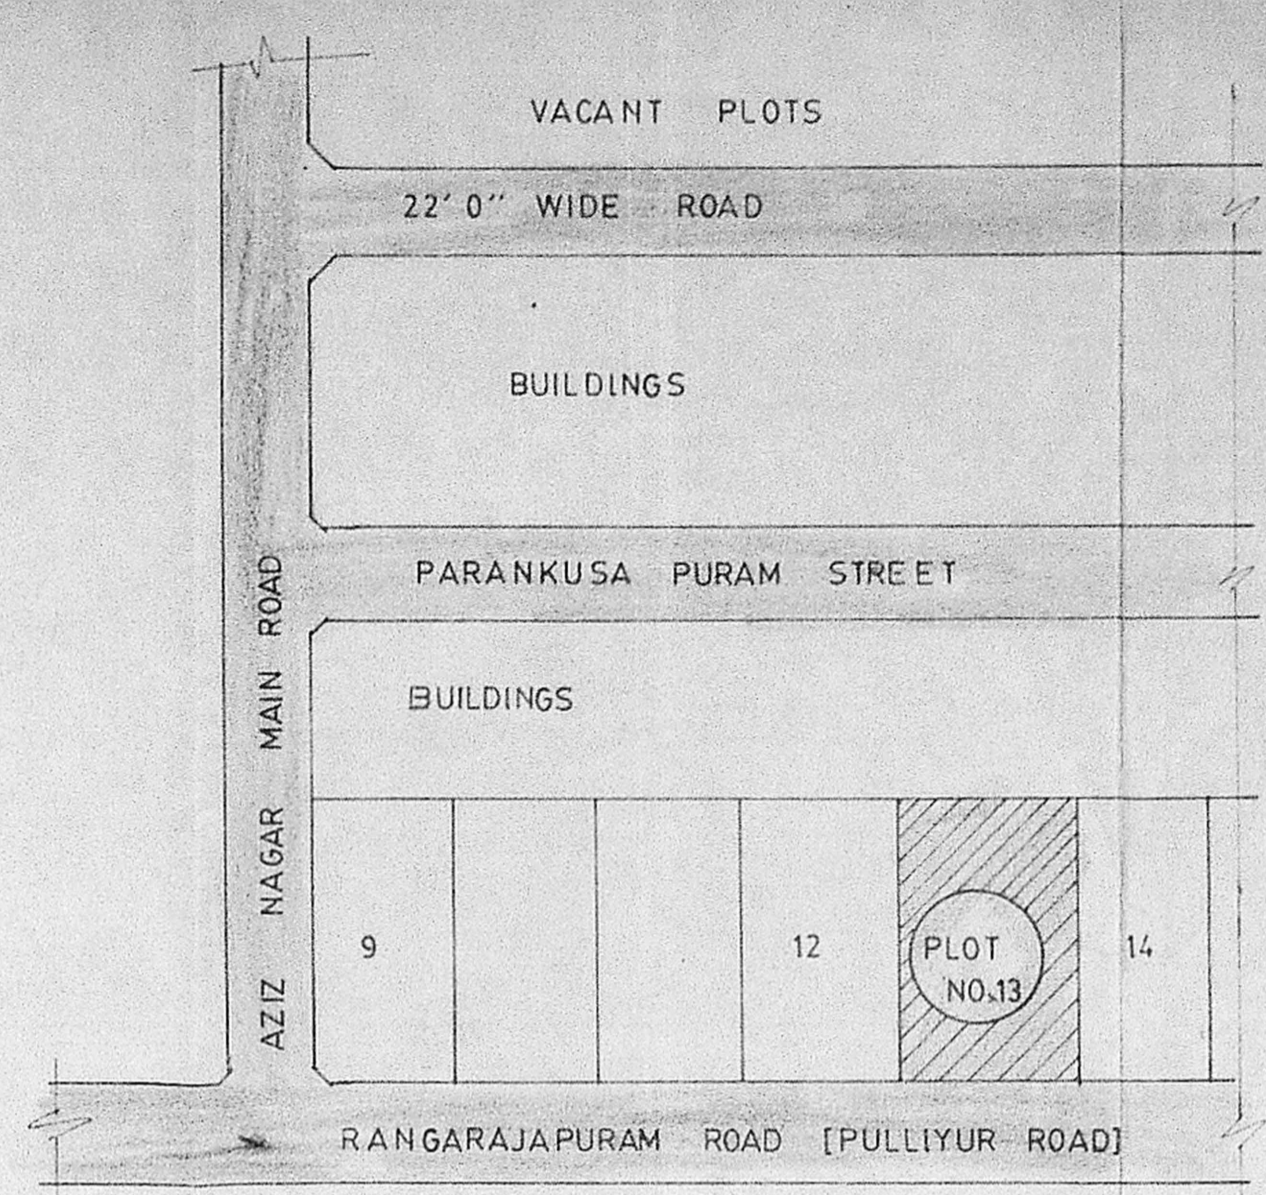 VACANT PLOTS
22' 0" WIDE ROAD
BUILDINGS
PARANKUSA PURAM STREET
BUILDINGS
AZIZ NAGAR MAIN ROAD
9
12
PLOT
NO.13
14
RANGARAJAPURAM ROAD [PULLIYUR ROAD]